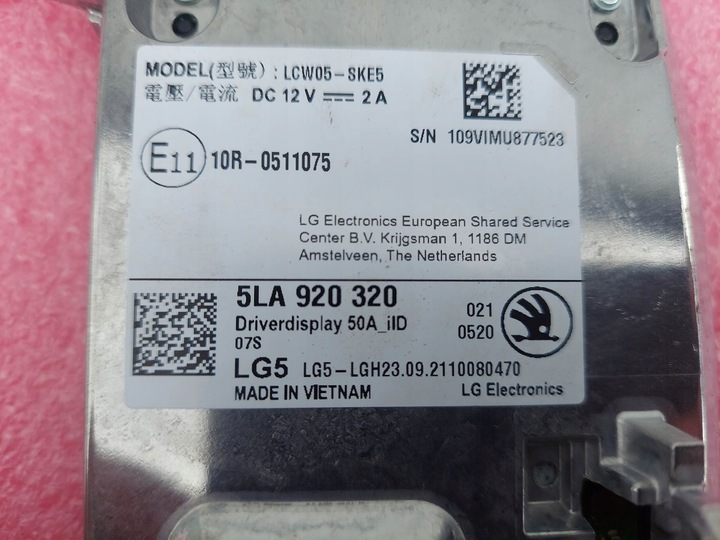 MODEL(型號) : LCW05-SKE5
電壓/電流 DC 12 V ⎓ 2 A
S/N 109VIMU877523
E11 10R-0511075
LG Electronics European Shared Service
Center B.V. Krijgsman 1, 1186 DM
Amstelveen, The Netherlands
5LA 920 320
021
Driverdisplay 50A_iID
0520
07S
LG5 LG5-LGH23.09.2110080470
MADE IN VIETNAM
LG Electronics